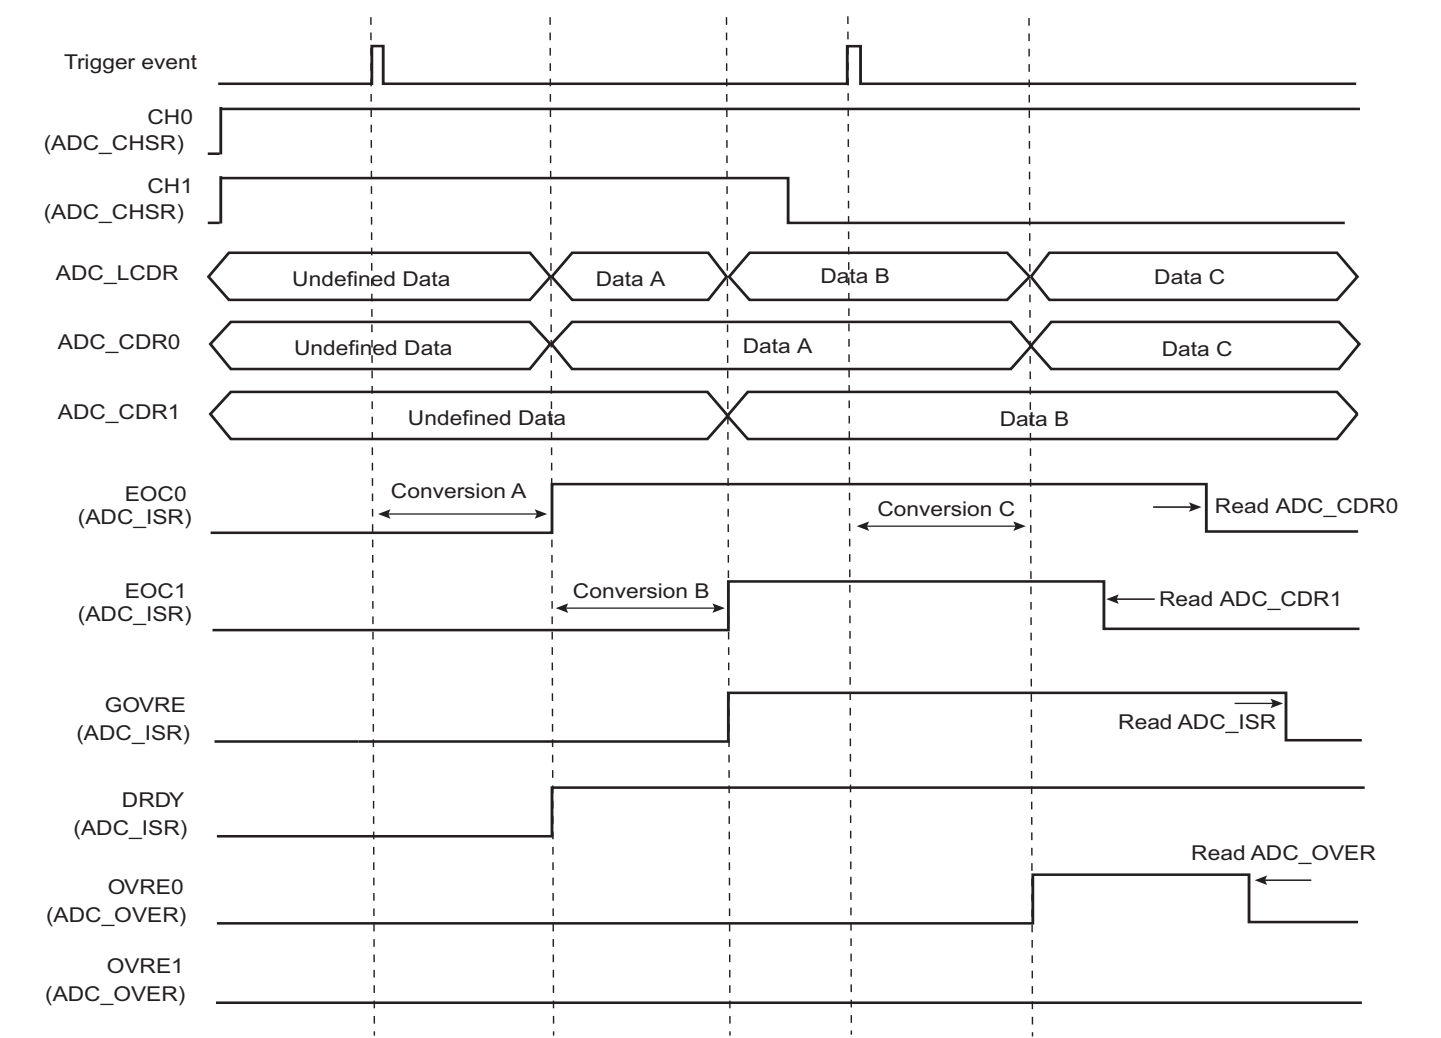 Trigger event
CH0
(ADC_CHSR)
CH1
(ADC_CHSR)
ADC_LCDR
Undefined Data
Data A
Data B
Data C
ADC_CDR0
Undefined Data
Data A
Data C
ADC_CDR1
Undefined Data
Data B
EOC0
(ADC_ISR)
Conversion A
Conversion C
Read ADC_CDR0
EOC1
(ADC_ISR)
Conversion B
Read ADC_CDR1
GOVRE
(ADC_ISR)
Read ADC_ISR
DRDY
(ADC_ISR)
Read ADC_OVER
OVRE0
(ADC_OVER)
OVRE1
(ADC_OVER)